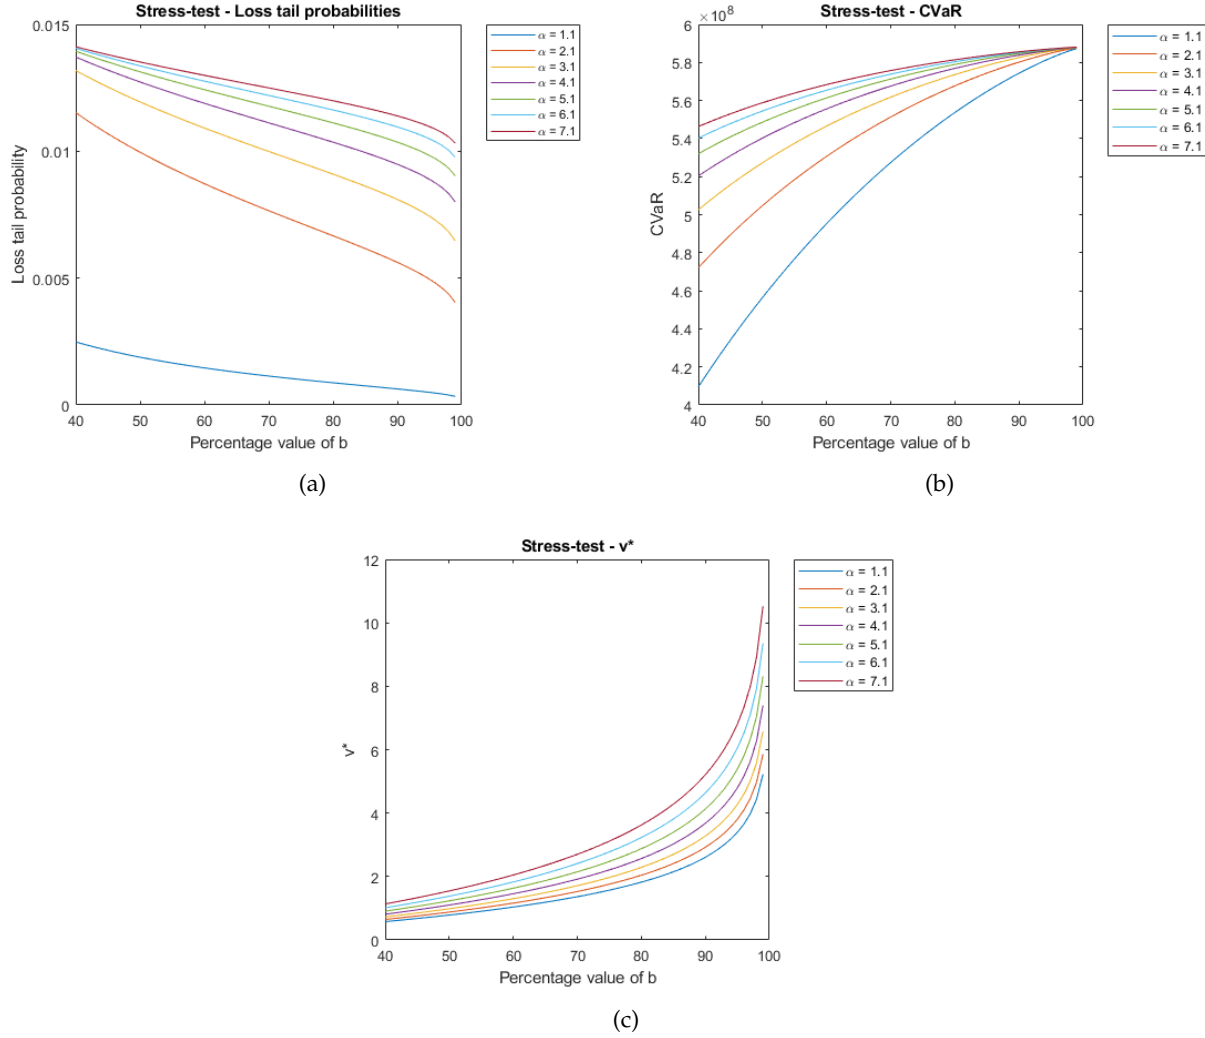 Stress-test - Loss tail probabilities
Loss tail probability
0.015
0.01
0.005
0
40 50 60 70 80 90 100
Percentage value of b
α = 1.1
α = 2.1
α = 3.1
α = 4.1
α = 5.1
α = 6.1
α = 7.1
(a)
Stress-test - CVaR
×10⁸
CVaR
6
5.8
5.6
5.4
5.2
5
4.8
4.6
4.4
4.2
4
40 50 60 70 80 90 100
Percentage value of b
α = 1.1
α = 2.1
α = 3.1
α = 4.1
α = 5.1
α = 6.1
α = 7.1
(b)
Stress-test - v*
v*
12
10
8
6
4
2
0
40 50 60 70 80 90 100
Percentage value of b
α = 1.1
α = 2.1
α = 3.1
α = 4.1
α = 5.1
α = 6.1
α = 7.1
(c)